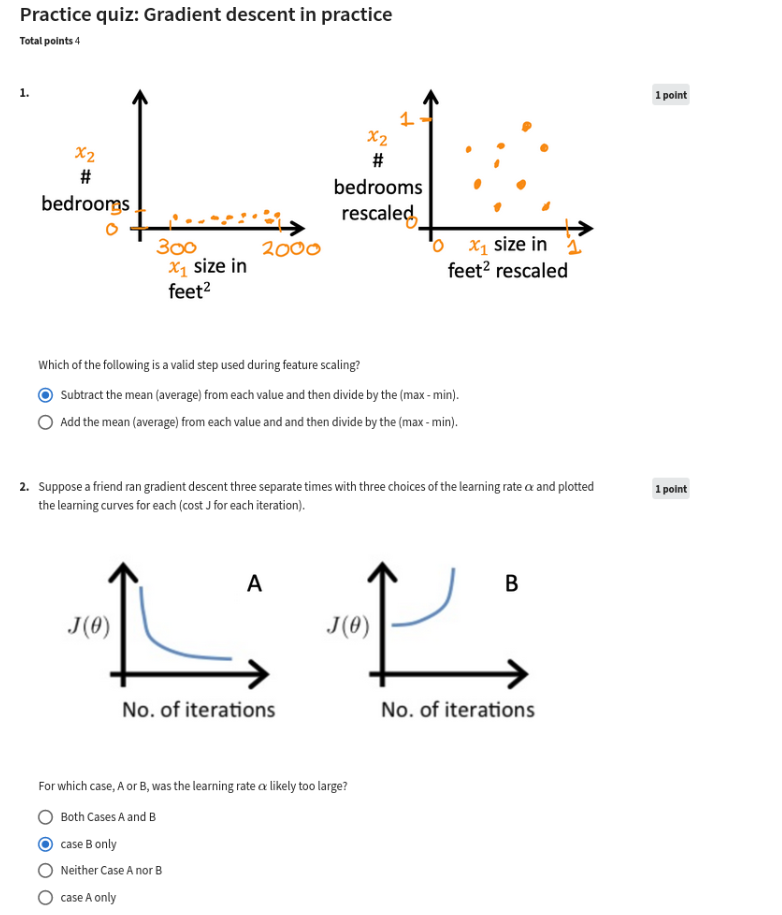 Practice quiz: Gradient descent in practice
Total points 4
1.
1 point
x₂
#
bedrooms
5
0
300
2000
x₁ size in
feet²
1
x₂
#
bedrooms
rescaled
0
0
x₁ size in
1
feet² rescaled
Which of the following is a valid step used during feature scaling?
Subtract the mean (average) from each value and then divide by the (max - min).
Add the mean (average) from each value and and then divide by the (max - min).
2. Suppose a friend ran gradient descent three separate times with three choices of the learning rate α and plotted
the learning curves for each (cost J for each iteration).
1 point
A
J(θ)
No. of iterations
B
J(θ)
No. of iterations
For which case, A or B, was the learning rate α likely too large?
Both Cases A and B
case B only
Neither Case A nor B
case A only